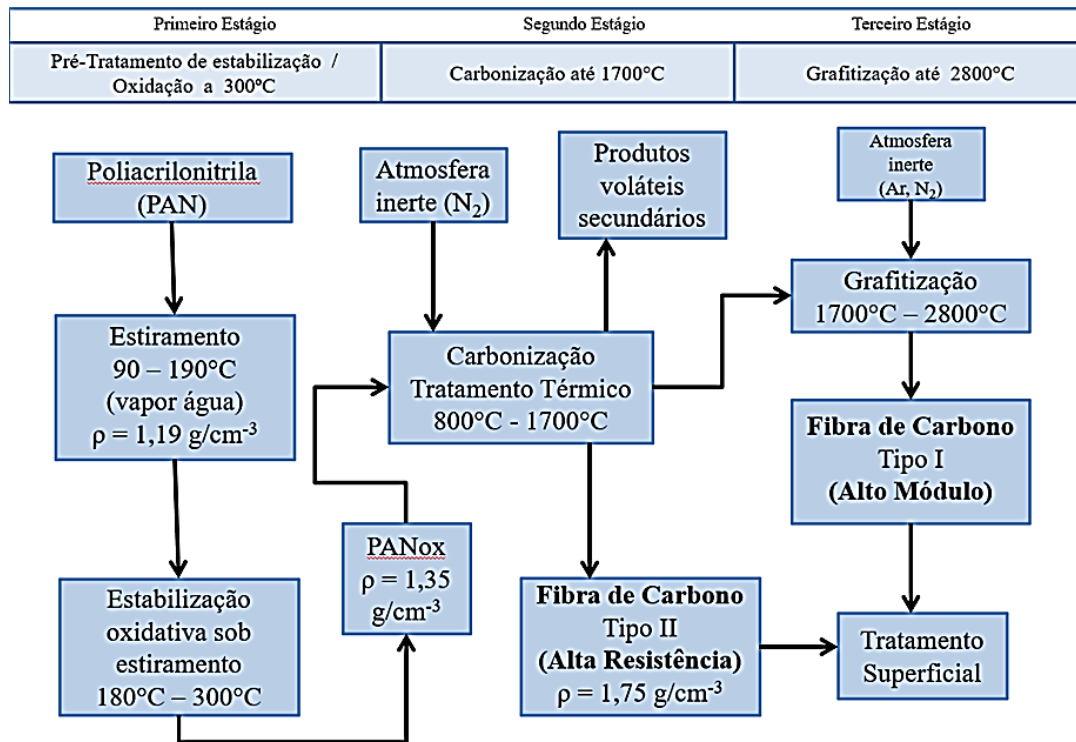 Primeiro Estágio
Segundo Estágio
Terceiro Estágio
Pré-Tratamento de estabilização /
Oxidação a 300°C
Carbonização até 1700°C
Grafitização até 2800°C
Poliacrilonitrila
(PAN)
Atmosfera
inerte (N₂)
Produtos
voláteis
secundários
Atmosfera
inerte
(Ar, N₂)
Estiramento
90 – 190°C
(vapor água)
ρ = 1,19 g/cm⁻³
Carbonização
Tratamento Térmico
800°C - 1700°C
Grafitização
1700°C – 2800°C
Fibra de Carbono
Tipo I
(Alto Módulo)
Estabilização
oxidativa sob
estiramento
180°C – 300°C
PANox
ρ = 1,35
g/cm⁻³
Fibra de Carbono
Tipo II
(Alta Resistência)
ρ = 1,75 g/cm⁻³
Tratamento
Superficial